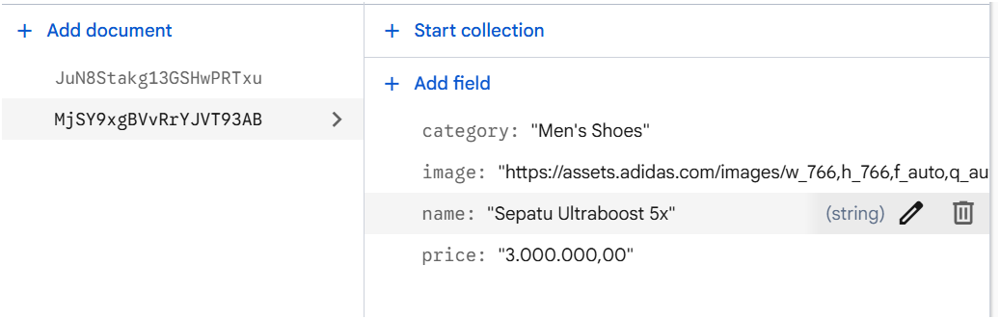 + Add document
JuN8Stakg13GSHwPRTxu
MjSY9xgBVvRrYJVT93AB
+ Start collection
+ Add field
category: "Men's Shoes"
image: "https://assets.adidas.com/images/w_766,h_766,f_auto,q_au
name: "Sepatu Ultraboost 5x" (string)
price: "3.000.000,00"